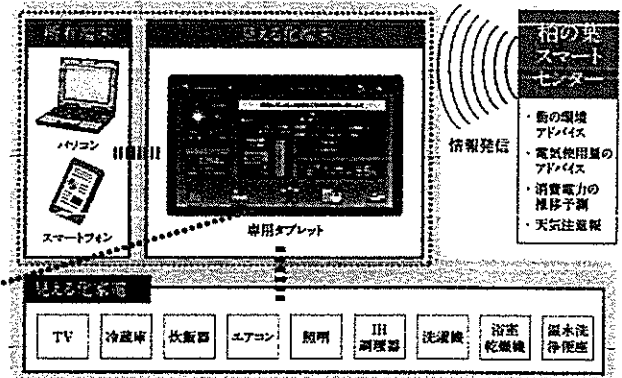 所有端末
見える化端末
パソコン
スマートフォン
専用タブレット
情報発信
柏の葉
スマート
センター
・街の環境
アドバイス
・電気使用量の
アドバイス
・消費電力の
推移予測
・天気注意報
見える化家電
TV
冷蔵庫
炊飯器
エアコン
照明
IH
調理器
洗濯機
浴室
乾燥機
温水洗
浄便座